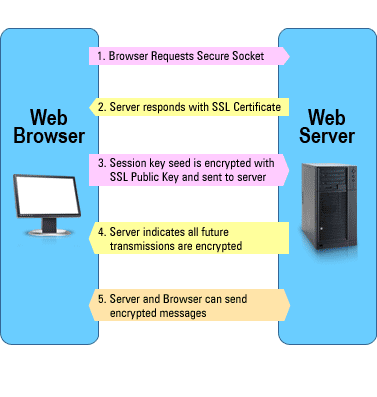 1. Browser Requests Secure Socket
Web
Browser
2. Server responds with SSL Certificate
Web
Server
3. Session key seed is encrypted with
SSL Public Key and sent to server
4. Server indicates all future
transmissions are encrypted
5. Server and Browser can send
encrypted messages